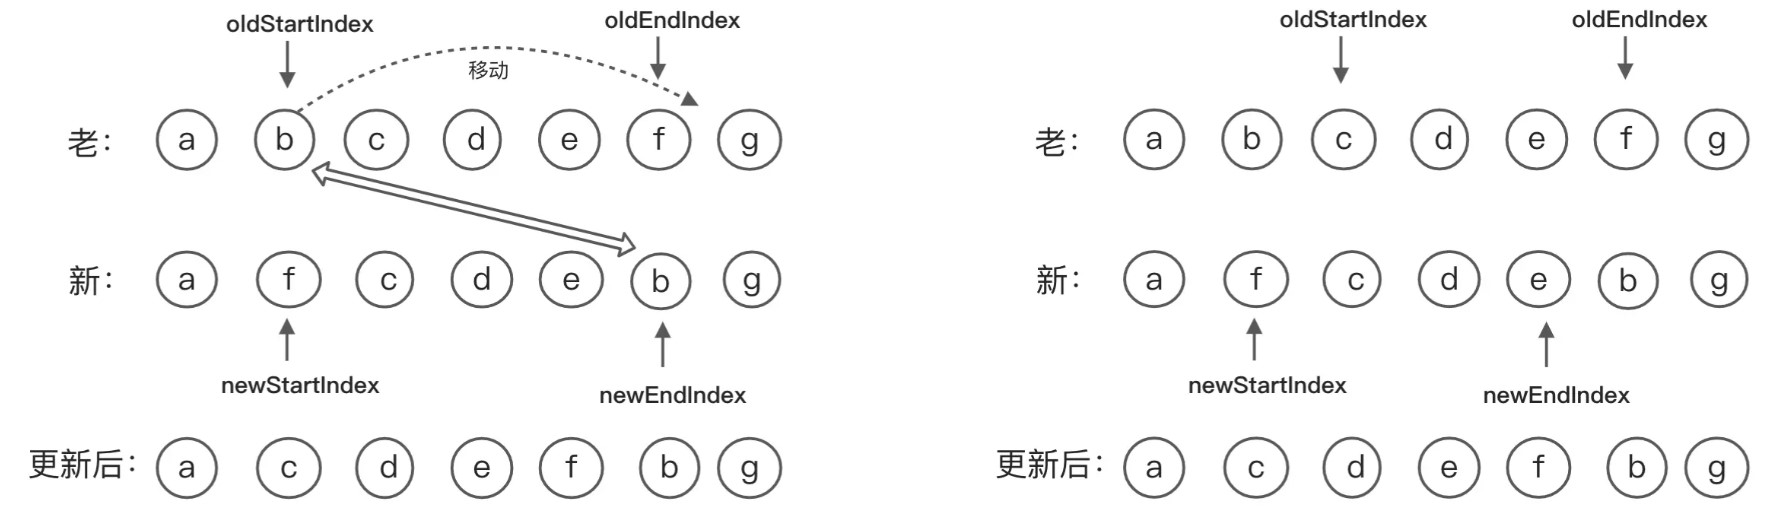 oldStartIndex oldEndIndex
移动
老： a b c d e f g
新： a f c d e b g
newStartIndex newEndIndex
更新后： a c d e f b g
oldStartIndex oldEndIndex
老： a b c d e f g
新： a f c d e b g
newStartIndex newEndIndex
更新后： a c d e f b g